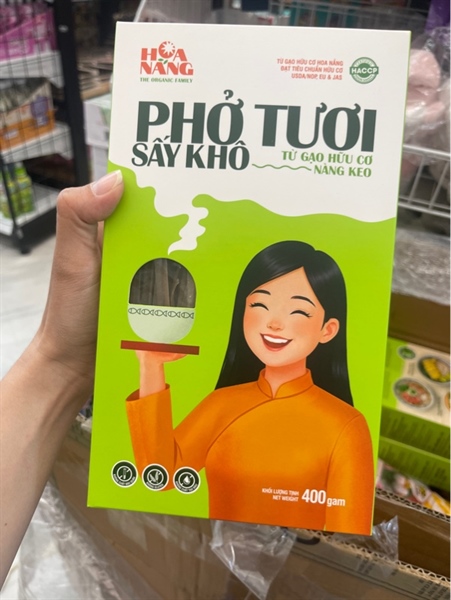 HOA
NẮNG
THE ORGANIC FAMILY
TỪ GẠO HỮU CƠ HOA NẮNG
ĐẠT TIÊU CHUẨN HỮU CƠ
USDA/NOP, EU & JAS
HACCP
PHỞ TƯƠI
SẤY KHÔ
TỪ GẠO HỮU CƠ
NÀNG KEO
KHỐI LƯỢNG TỊNH
NET WEIGHT
400gam